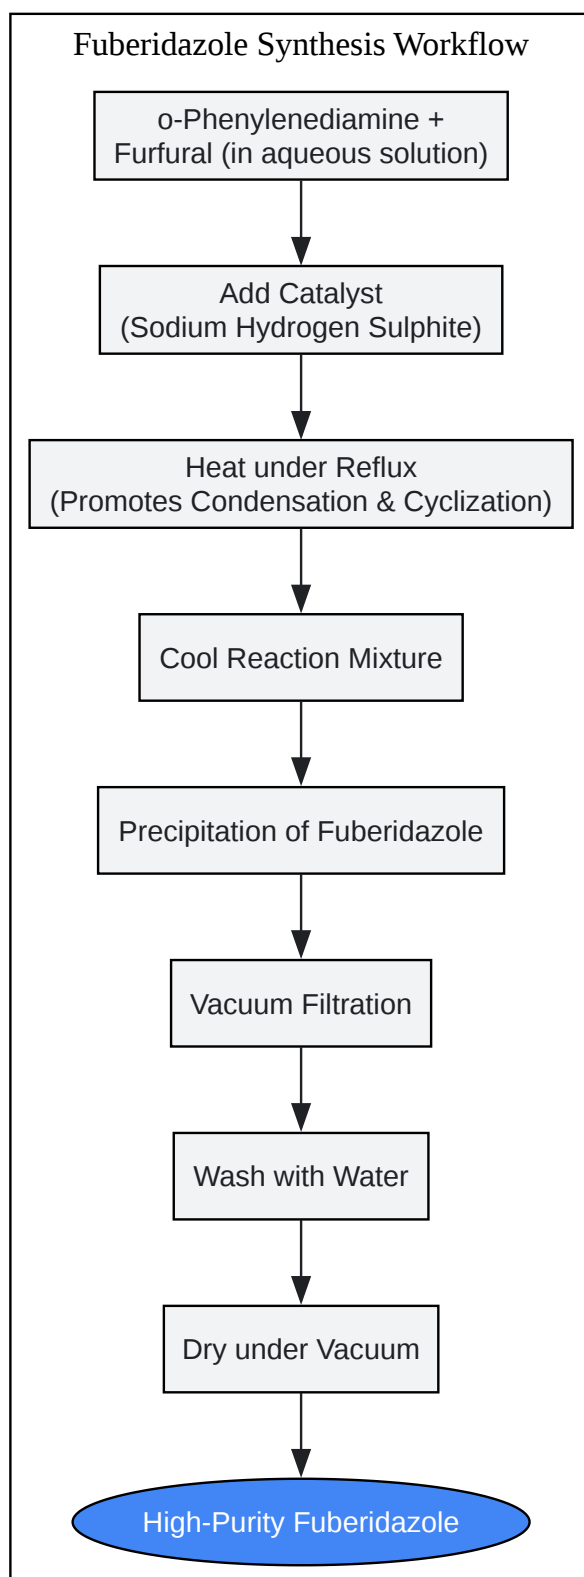 Fuberidazole Synthesis Workflow
o-Phenylenediamine +
Furfural (in aqueous solution)
Add Catalyst
(Sodium Hydrogen Sulphite)
Heat under Reflux
(Promotes Condensation & Cyclization)
Cool Reaction Mixture
Precipitation of Fuberidazole
Vacuum Filtration
Wash with Water
Dry under Vacuum
High-Purity Fuberidazole